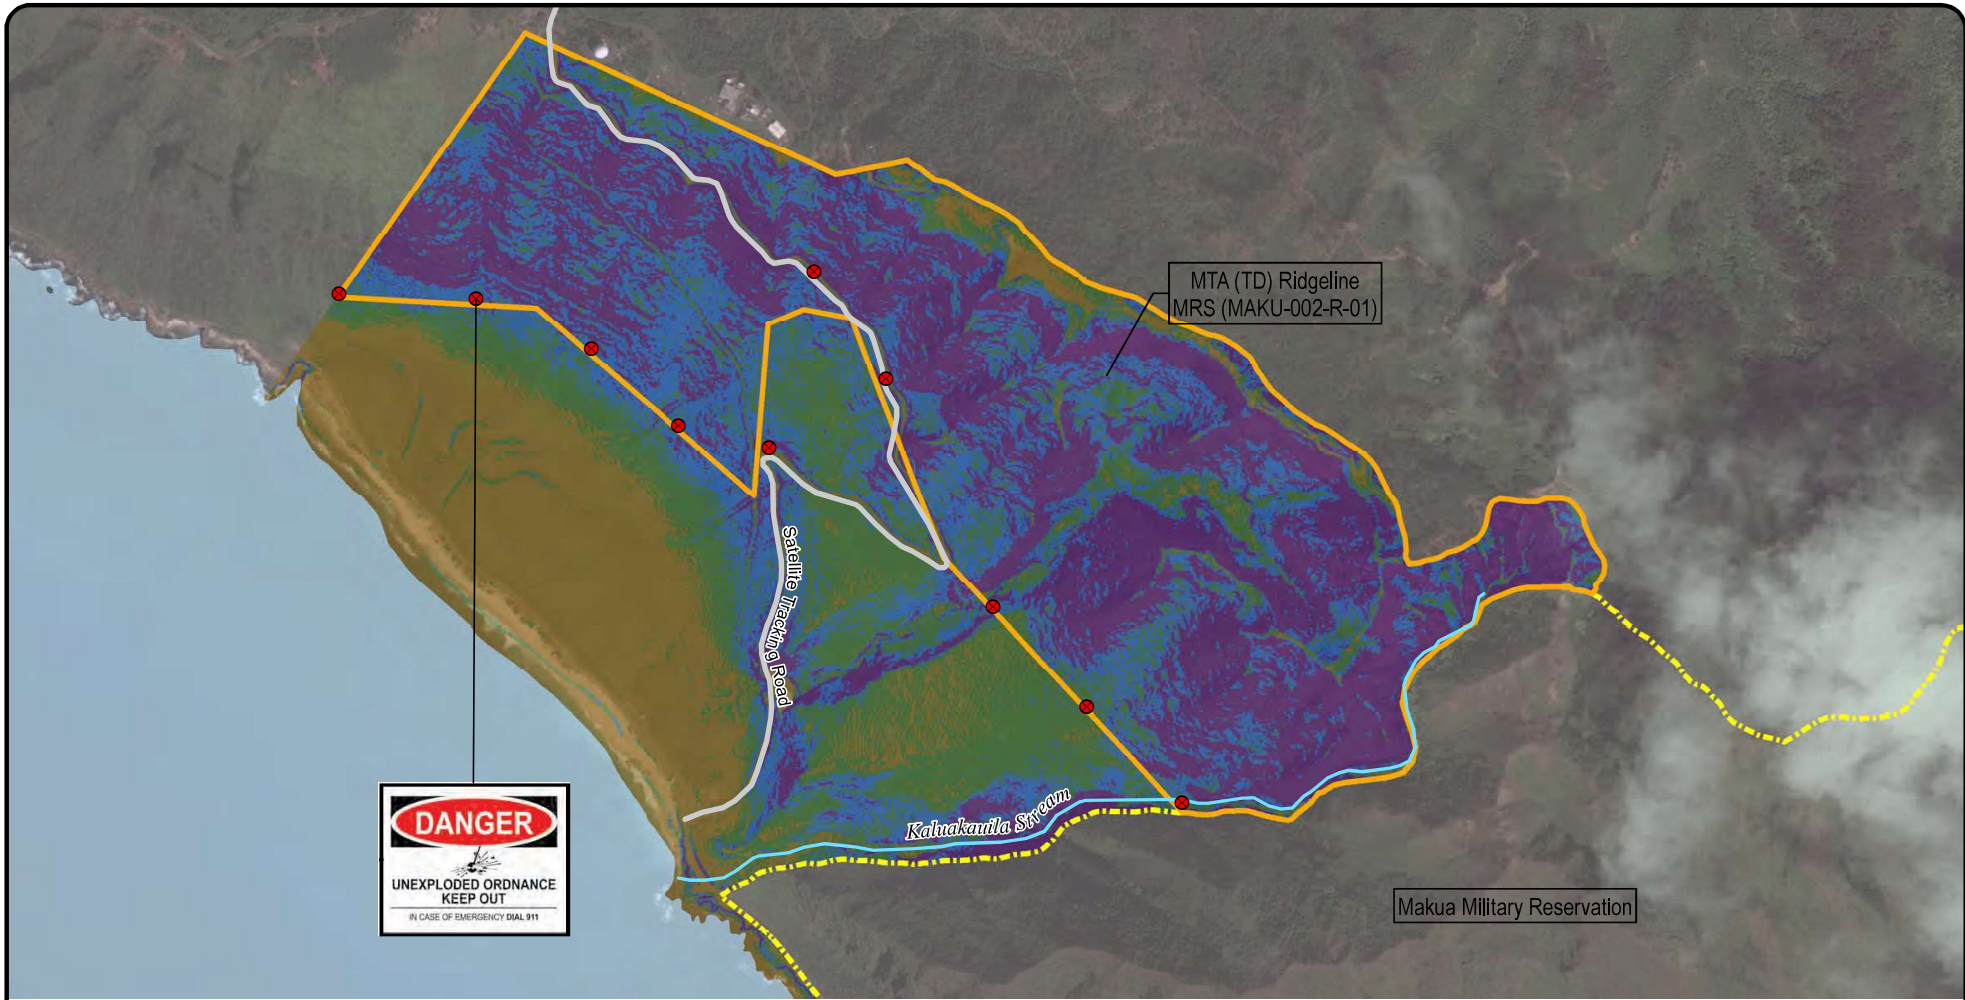 MTA (TD) Ridgeline
MRS (MAKU-002-R-01)
Satellite Tracking Road
Kaluakauila Stream
DANGER
UNEXPLODED ORDNANCE
KEEP OUT
IN CASE OF EMERGENCY DIAL 911
Makua Military Reservation